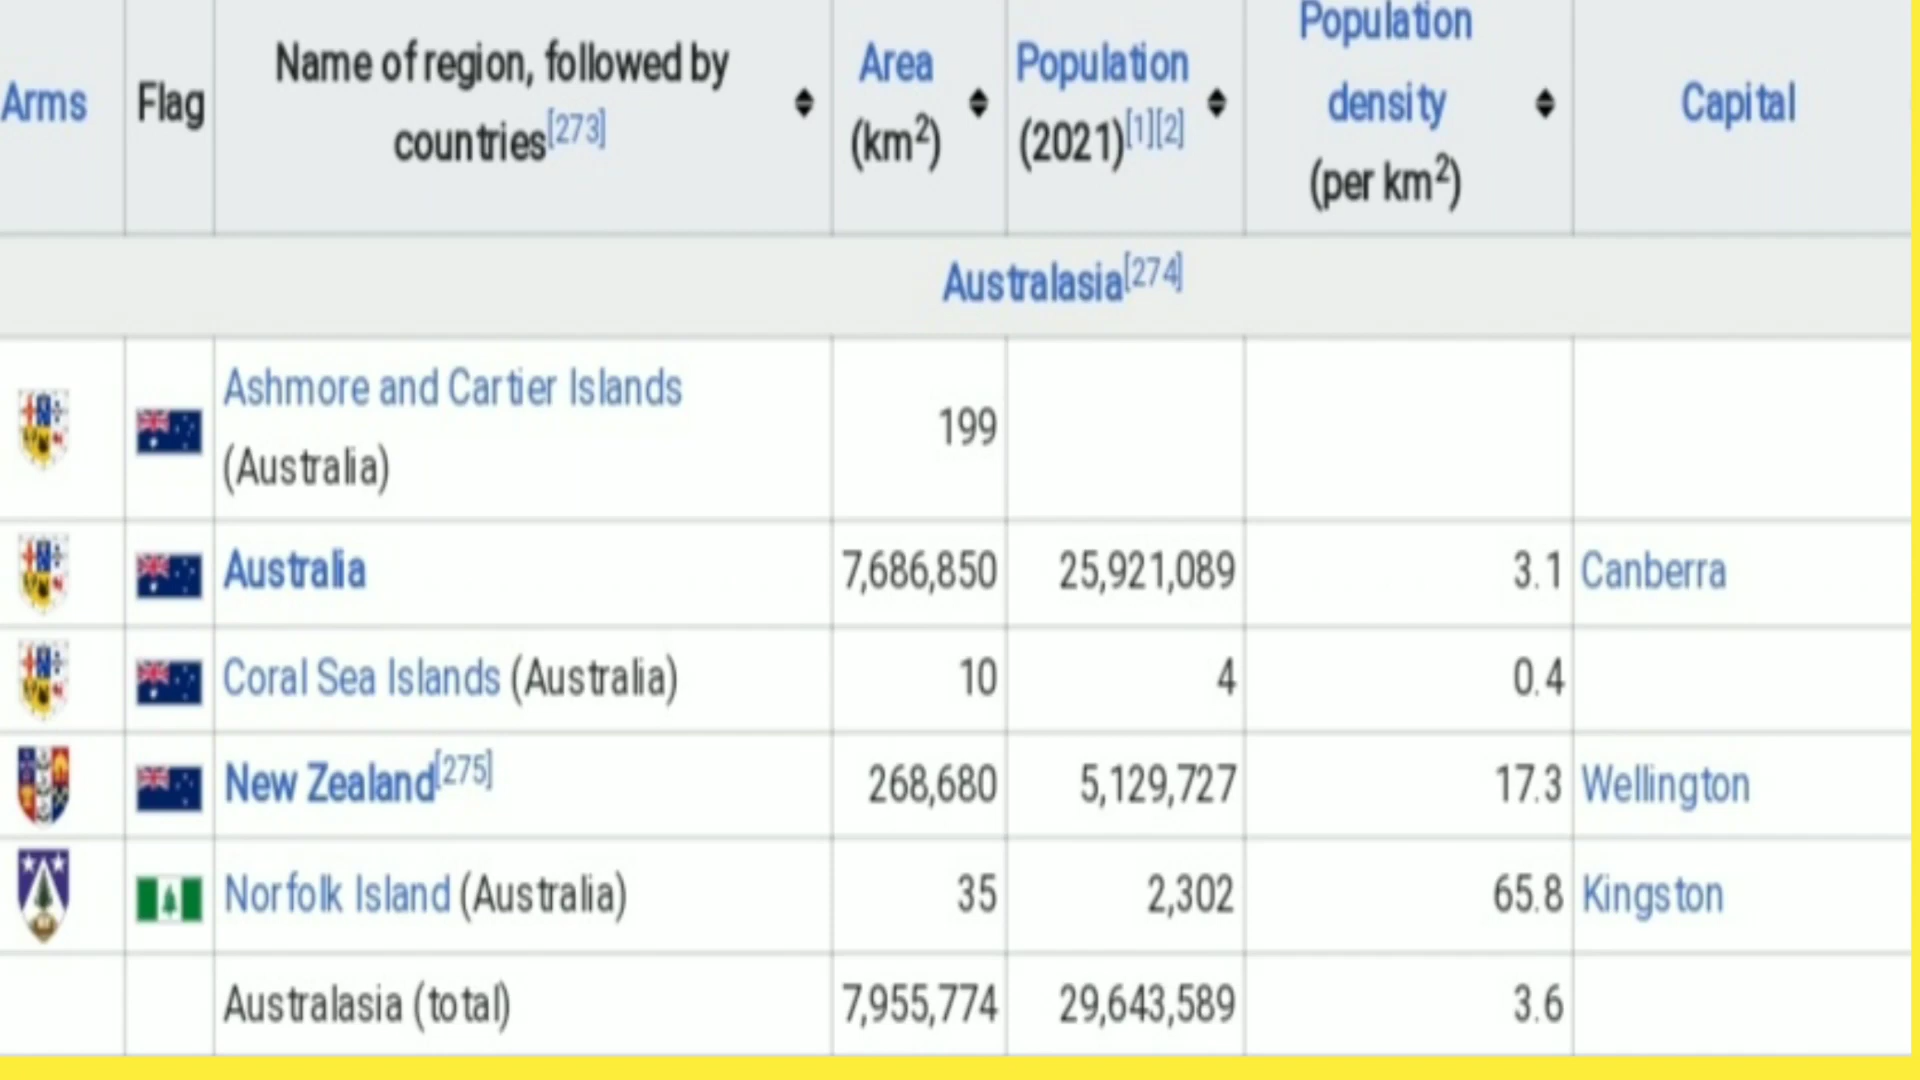 Arms Flag Name of region, followed by countries[273] Area (km2) Population (2021)[1][2] Population density (per km2) Capital
Australasia[274]
Ashmore and Cartier Islands (Australia) 199
Australia 7,686,850 25,921,089 3.1 Canberra
Coral Sea Islands (Australia) 10 4 0.4
New Zealand[275] 268,680 5,129,727 17.3 Wellington
Norfolk Island (Australia) 35 2,302 65.8 Kingston
Australasia (total) 7,955,774 29,643,589 3.6